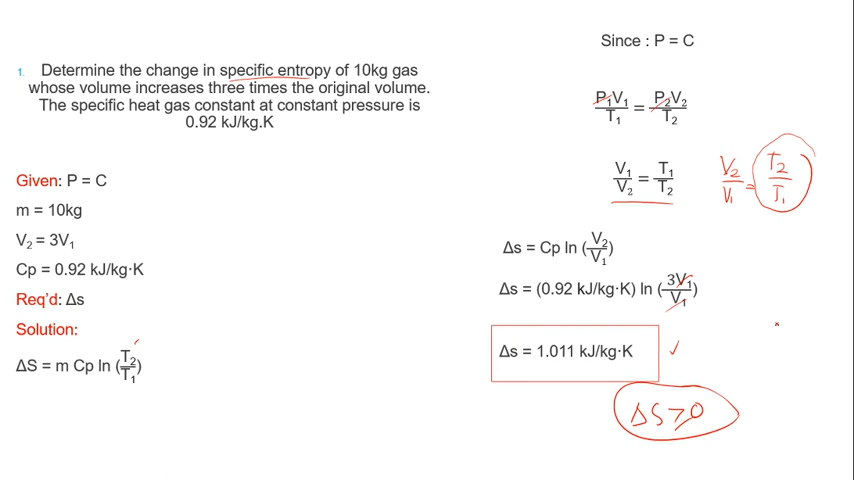 1. Determine the change in specific entropy of 10kg gas
whose volume increases three times the original volume.
The specific heat gas constant at constant pressure is
0.92 kJ/kg.K
Given: P = C
m = 10kg
V₂ = 3V₁
Cp = 0.92 kJ/kg·K
Req'd: Δs
Solution:
ΔS = m Cp ln (T₂/T₁)
Since : P = C
P₁V₁/T₁ = P₂V₂/T₂
V₁/V₂ = T₁/T₂
V₂/V₁ = T₂/T₁
Δs = Cp ln (V₂/V₁)
Δs = (0.92 kJ/kg·K) ln (3V₁/V₁)
Δs = 1.011 kJ/kg·K ✓